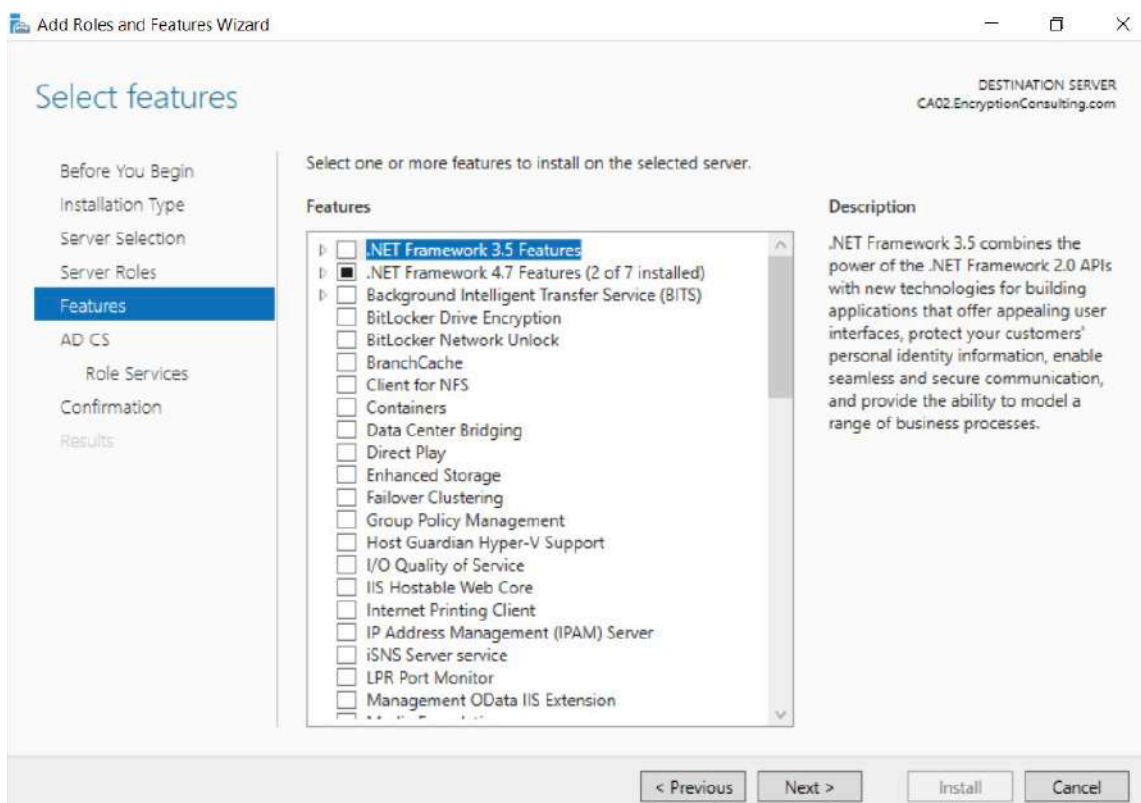 Add Roles and Features Wizard
Select features
DESTINATION SERVER
CA02.EncryptionConsulting.com
Before You Begin
Installation Type
Server Selection
Server Roles
Features
AD CS
Role Services
Confirmation
Results
Select one or more features to install on the selected server.
Features
.NET Framework 3.5 Features
.NET Framework 4.7 Features (2 of 7 installed)
Background Intelligent Transfer Service (BITS)
BitLocker Drive Encryption
BitLocker Network Unlock
BranchCache
Client for NFS
Containers
Data Center Bridging
Direct Play
Enhanced Storage
Failover Clustering
Group Policy Management
Host Guardian Hyper-V Support
I/O Quality of Service
IIS Hostable Web Core
Internet Printing Client
IP Address Management (IPAM) Server
iSNS Server service
LPR Port Monitor
Management OData IIS Extension
Description
.NET Framework 3.5 combines the
power of the .NET Framework 2.0 APIs
with new technologies for building
applications that offer appealing user
interfaces, protect your customers'
personal identity information, enable
seamless and secure communication,
and provide the ability to model a
range of business processes.
< Previous
Next >
Install
Cancel